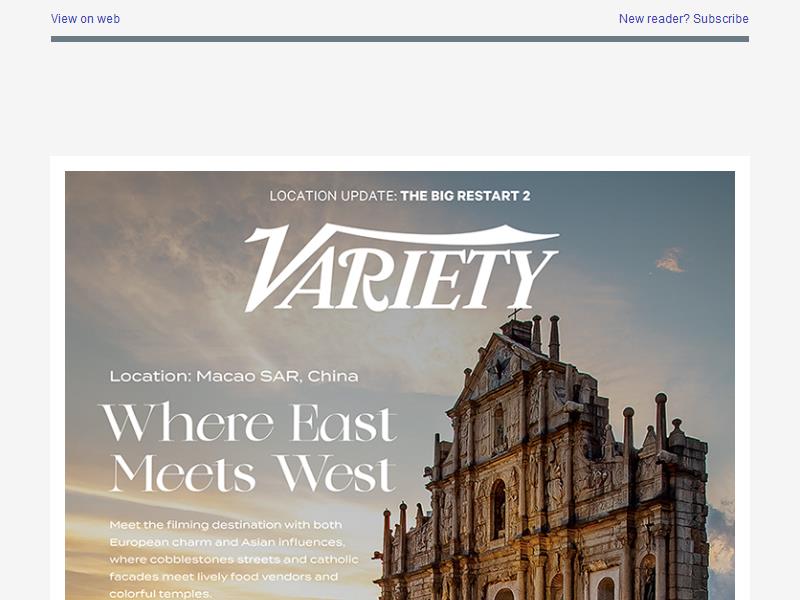 View on web
New reader? Subscribe
LOCATION UPDATE: THE BIG RESTART 2
VARIETY
Location: Macao SAR, China
Where East
Meets West
Meet the filming destination with both
European charm and Asian influences,
where cobblestones streets and catholic
facades meet lively food vendors and
colorful temples.